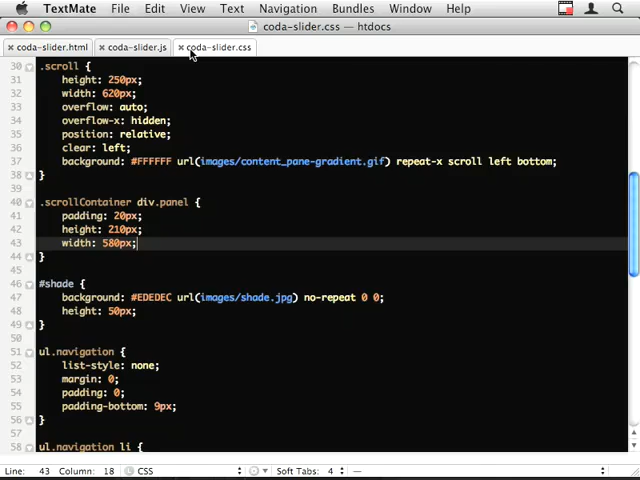 TextMate File Edit View Text Navigation Bundles Window Help
coda-slider.css — htdocs
× coda-slider.html × coda-slider.js × coda-slider.css
30 .scroll {
31 height: 250px;
32 width: 620px;
33 overflow: auto;
34 overflow-x: hidden;
35 position: relative;
36 clear: left;
37 background: #FFFFFF url(images/content_pane-gradient.gif) repeat-x scroll left bottom;
38 }
39
40 .scrollContainer div.panel {
41 padding: 20px;
42 height: 210px;
43 width: 580px;
44 }
45
46 #shade {
47 background: #EDEDEC url(images/shade.jpg) no-repeat 0 0;
48 height: 50px;
49 }
50
51 ul.navigation {
52 list-style: none;
53 margin: 0;
54 padding: 0;
55 padding-bottom: 9px;
56 }
57
58 ul.navigation li {
Line: 43 Column: 18 CSS Soft Tabs: 4 —